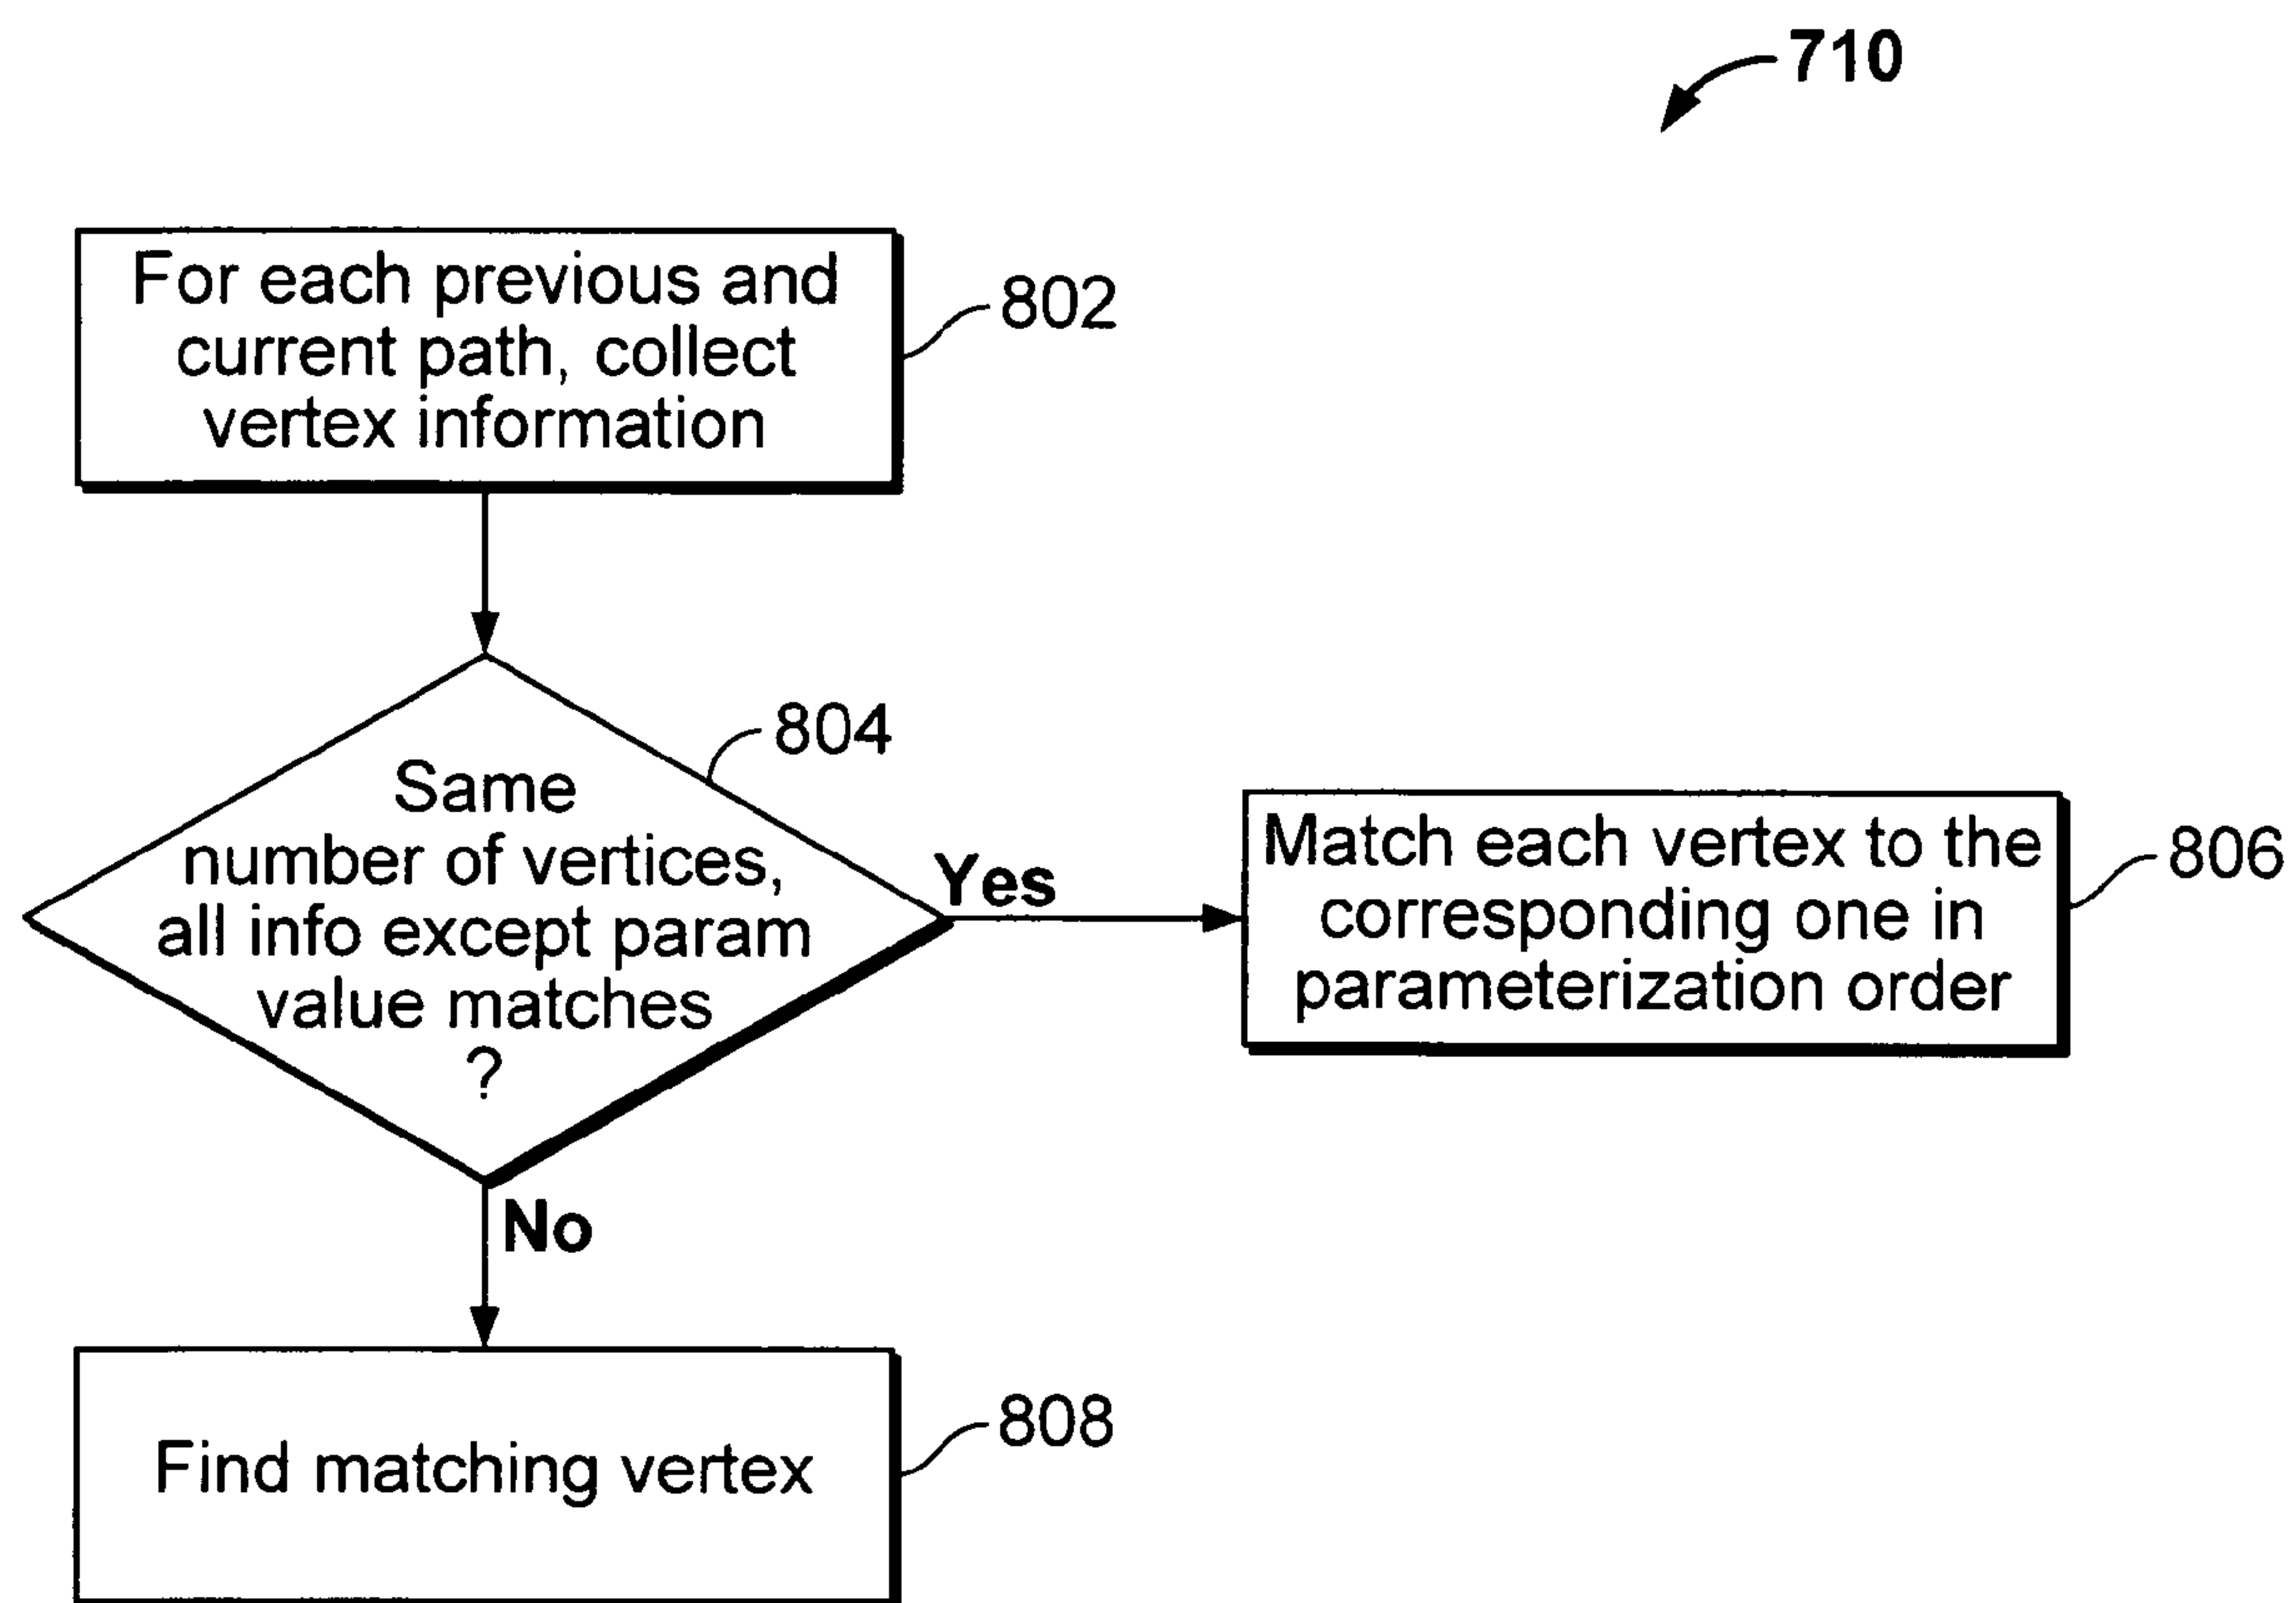 710
For each previous and
current path, collect
vertex information
802
804
Same
number of vertices,
all info except param
value matches
?
Yes
Match each vertex to the
corresponding one in
parameterization order
806
No
Find matching vertex
808